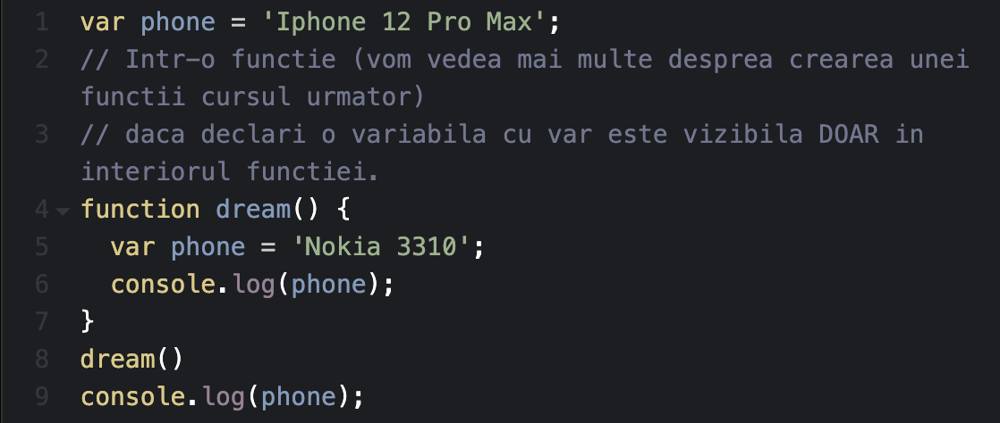 1 var phone = 'Iphone 12 Pro Max';
2 // Intr-o functie (vom vedea mai multe desprea crearea unei
functii cursul urmator)
3 // daca declari o variabila cu var este vizibila DOAR in
interiorul functiei.
4 function dream() {
5 var phone = 'Nokia 3310';
6 console.log(phone);
7 }
8 dream()
9 console.log(phone);